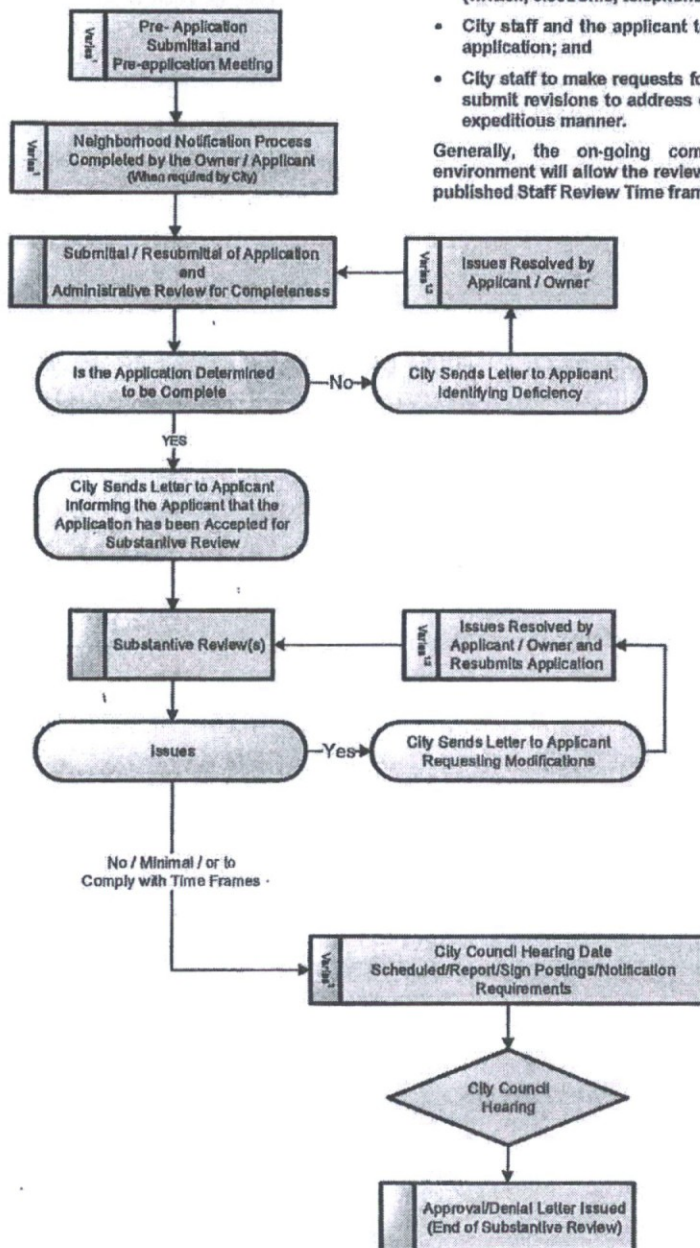 City staff and the applicant t
application; and
• City staff to make requests fo
submit revisions to address
expeditious manner.
Generally, the on-going com
environment will allow the review
published Staff Review Time fram
Pre- Application
Submittal and
Pre-application Meeting
Varies
Neighborhood Notification Process
Completed by the Owner / Applicant
(When required by City)
Varies
Submittal / Resubmittal of Application
and
Administrative Review for Completeness
Issues Resolved by
Applicant / Owner
Varies
Is the Application Determined
to be Complete
No
City Sends Letter to Applicant
Identifying Deficiency
YES
City Sends Letter to Applicant
Informing the Applicant that the
Application has been Accepted for
Substantive Review
Substantive Review(s)
Issues Resolved by
Applicant / Owner and
Resubmits Application
Varies
Issues
Yes
City Sends Letter to Applicant
Requesting Modifications
No / Minimal / or to
Comply with Time Frames
City Council Hearing Date
Scheduled/Report/Sign Postings/Notification
Requirements
Varies
City Council
Hearing
Approval/Denial Letter Issued
(End of Substantive Review)